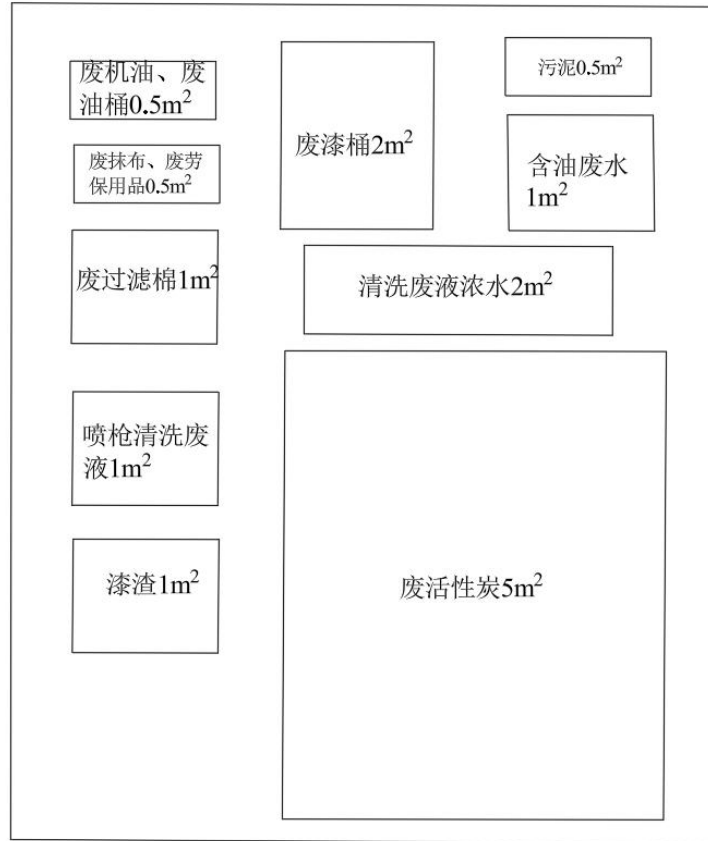 废机油、废
油桶0.5m²
废抹布、废劳
保用品0.5m²
废过滤棉1m²
喷枪清洗废
液1m²
漆渣1m²
废漆桶2m²
污泥0.5m²
含油废水
1m²
清洗废液浓水2m²
废活性炭5m²